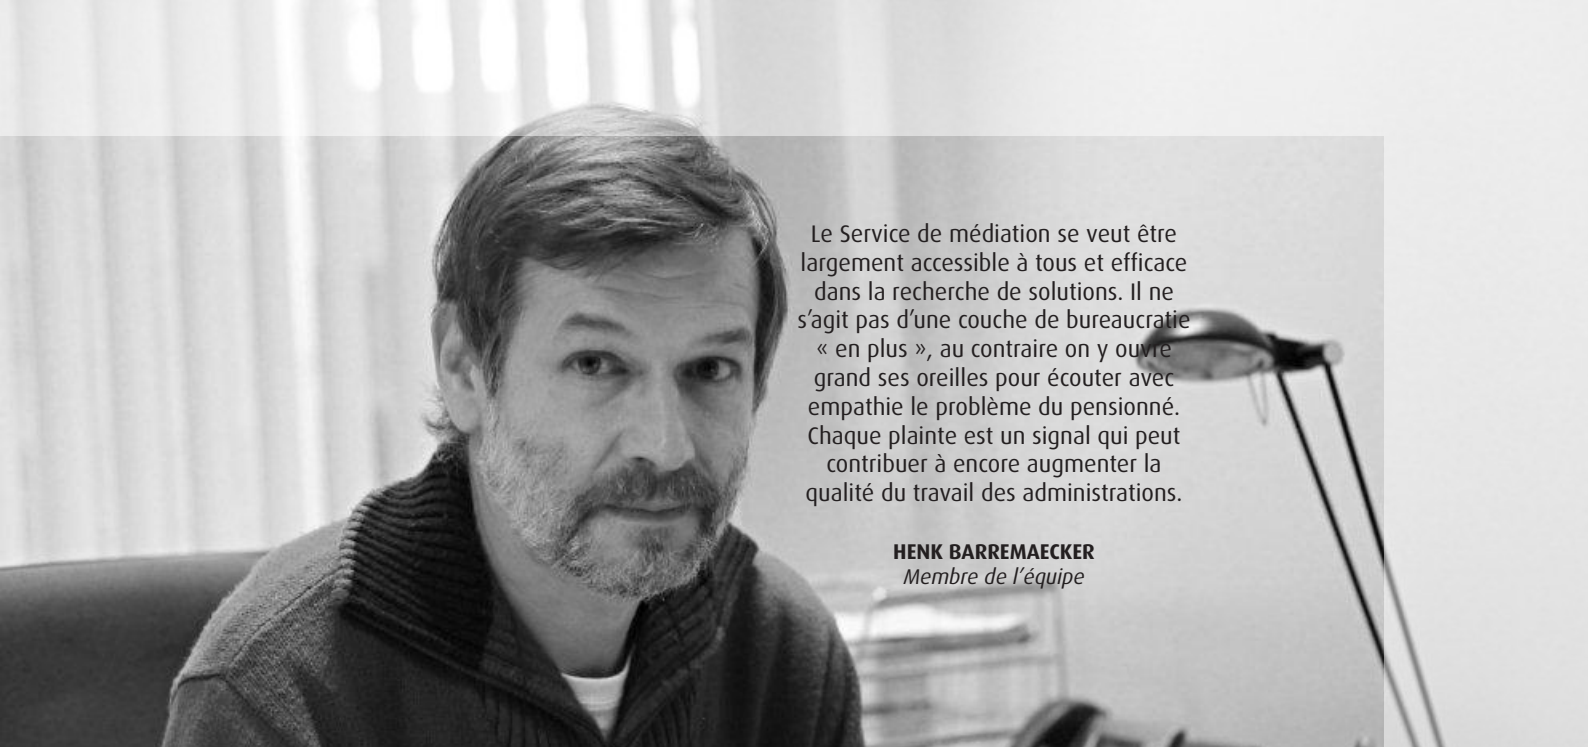 Le Service de médiation se veut être
largement accessible à tous et efficace
dans la recherche de solutions. Il ne
s’agit pas d’une couche de bureaucratie
« en plus », au contraire on y ouvre
grand ses oreilles pour écouter avec
empathie le problème du pensionné.
Chaque plainte est un signal qui peut
contribuer à encore augmenter la
qualité du travail des administrations.
HENK BARREMAECKER
Membre de l’équipe